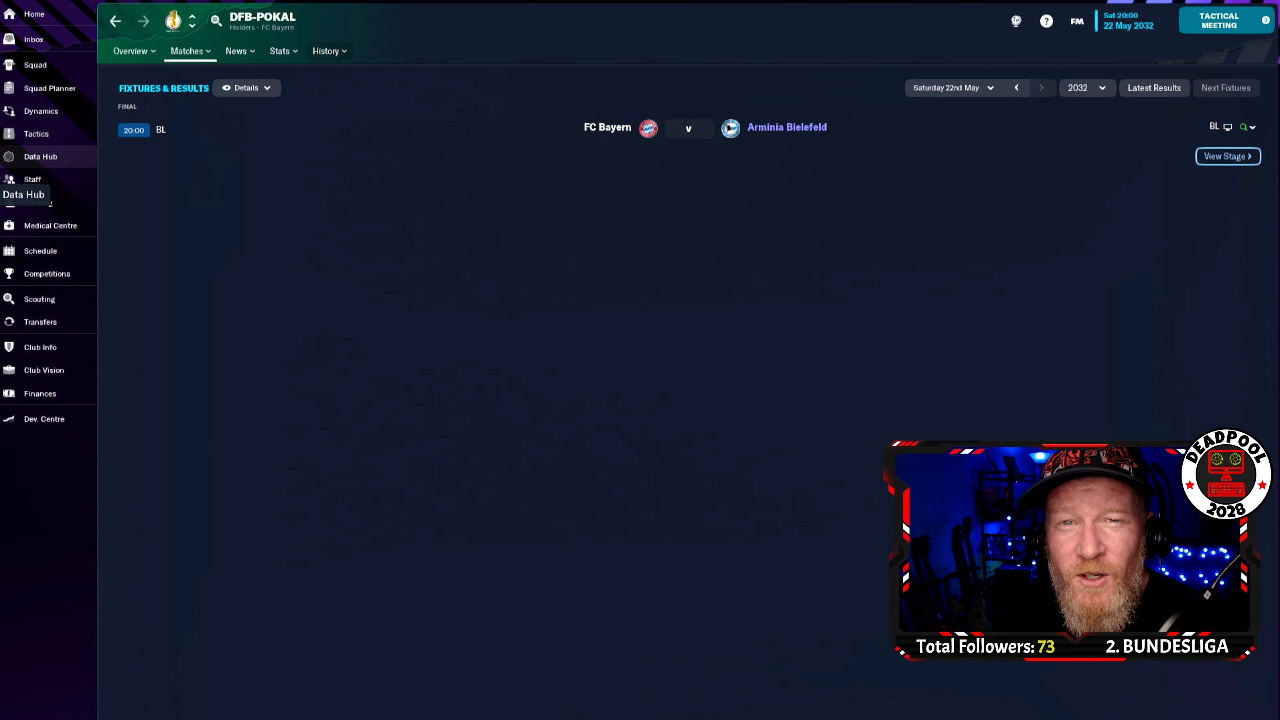 Home
Inbox
Squad
Squad Planner
Dynamics
Tactics
Data Hub
Staff
Data Hub
Medical Centre
Schedule
Competitions
Scouting
Transfers
Club Info
Club Vision
Finances
Dev. Centre
DFB-POKAL
Holders - FC Bayern
FM
Sat 20:00
22 May 2032
TACTICAL
MEETING
Overview
Matches
News
Stats
History
FIXTURES & RESULTS
Details
Saturday 22nd May
2032
Latest Results
Next Fixtures
FINAL
20:00 BL
FC Bayern v Arminia Bielefeld
BL
View Stage
DEADPOOL
2028
Total Followers: 73
2. BUNDESLIGA